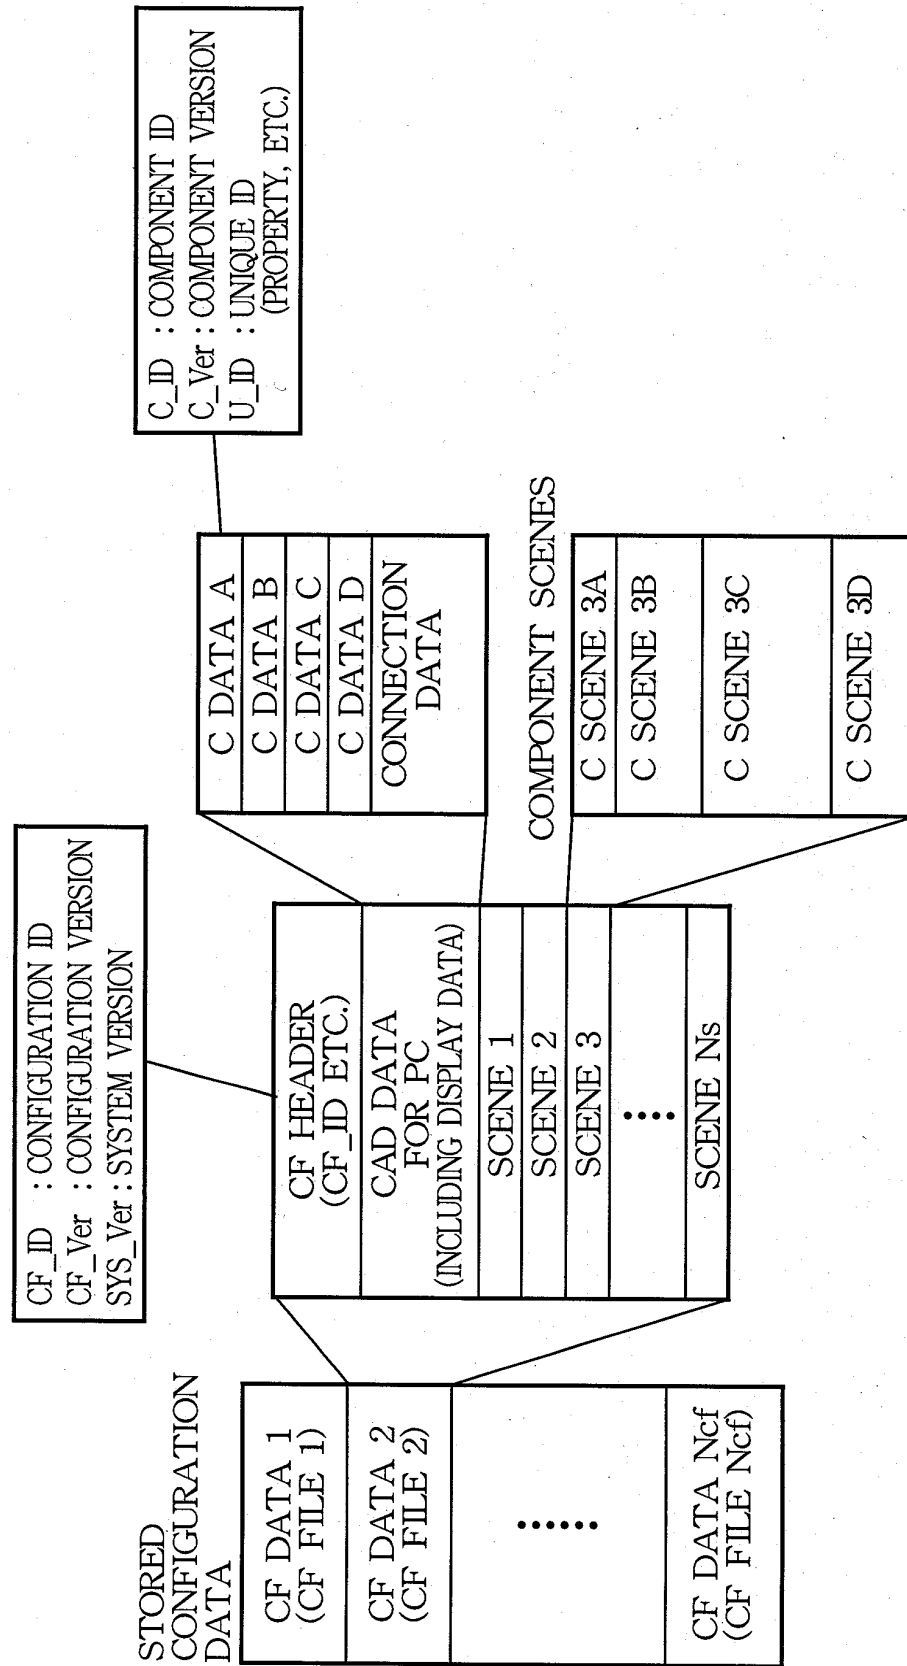 STORED
CONFIGURATION
DATA
CF DATA 1
(CF FILE 1)
CF DATA 2
(CF FILE 2)
••••••
CF DATA Ncf
(CF FILE Ncf)
CF_ID : CONFIGURATION ID
CF_Ver : CONFIGURATION VERSION
SYS_Ver : SYSTEM VERSION
CF HEADER
(CF_ID ETC.)
CAD DATA
FOR PC
(INCLUDING DISPLAY DATA)
SCENE 1
SCENE 2
SCENE 3
••••
SCENE Ns
C DATA A
C DATA B
C DATA C
C DATA D
CONNECTION
DATA
COMPONENT SCENES
C SCENE 3A
C SCENE 3B
C SCENE 3C
C SCENE 3D
C_ID : COMPONENT ID
C_Ver : COMPONENT VERSION
U_ID : UNIQUE ID
(PROPERTY, ETC.)